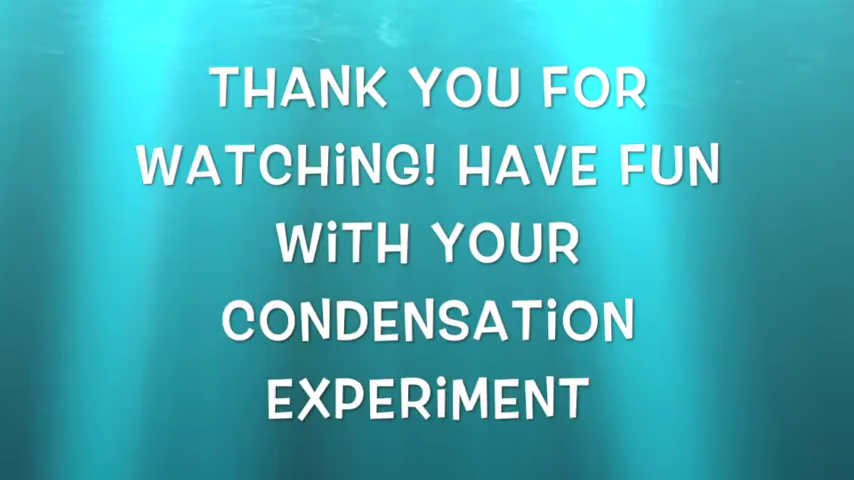 THANK YOU FOR
WATCHiNG! HAVE FUN
WiTH YOUR
CONDENSATiON
EXPERiMENT